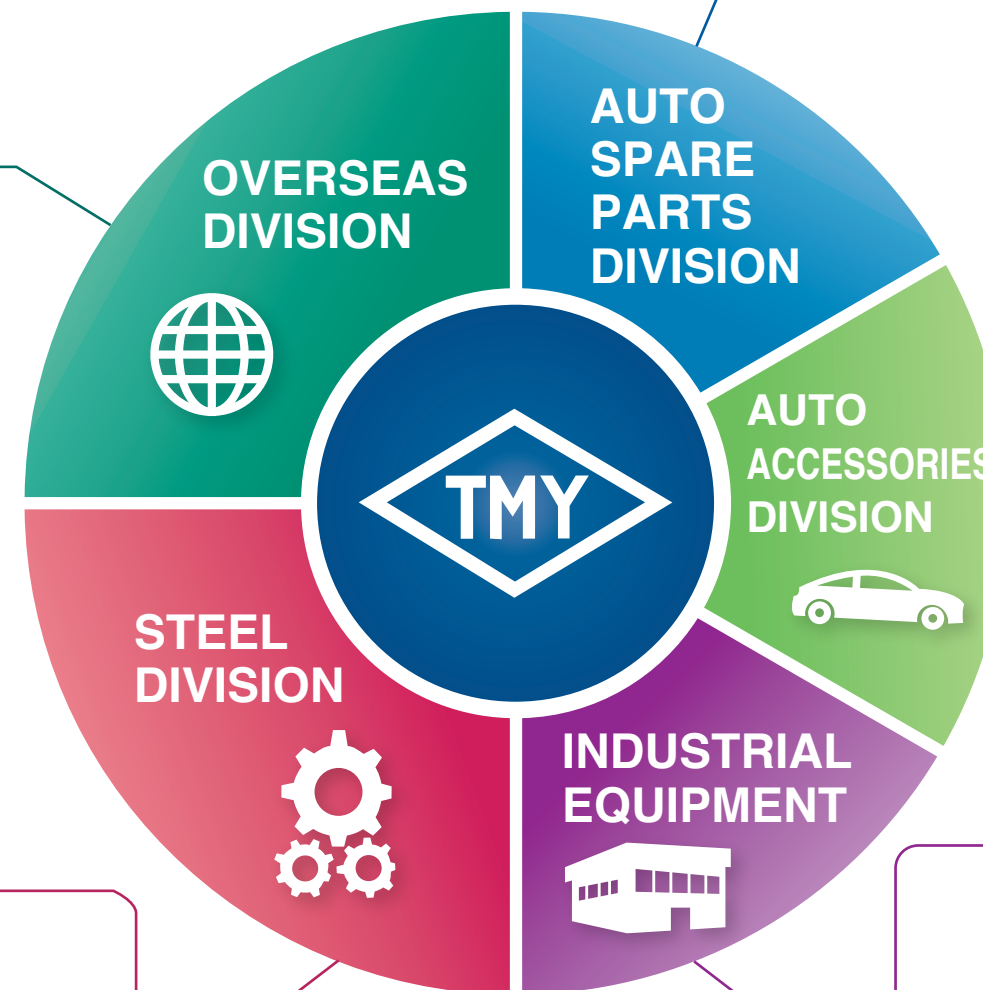 OVERSEAS
DIVISION
AUTO
SPARE
PARTS
DIVISION
AUTO
ACCESSORIES
DIVISION
TMY
STEEL
DIVISION
INDUSTRIAL
EQUIPMENT